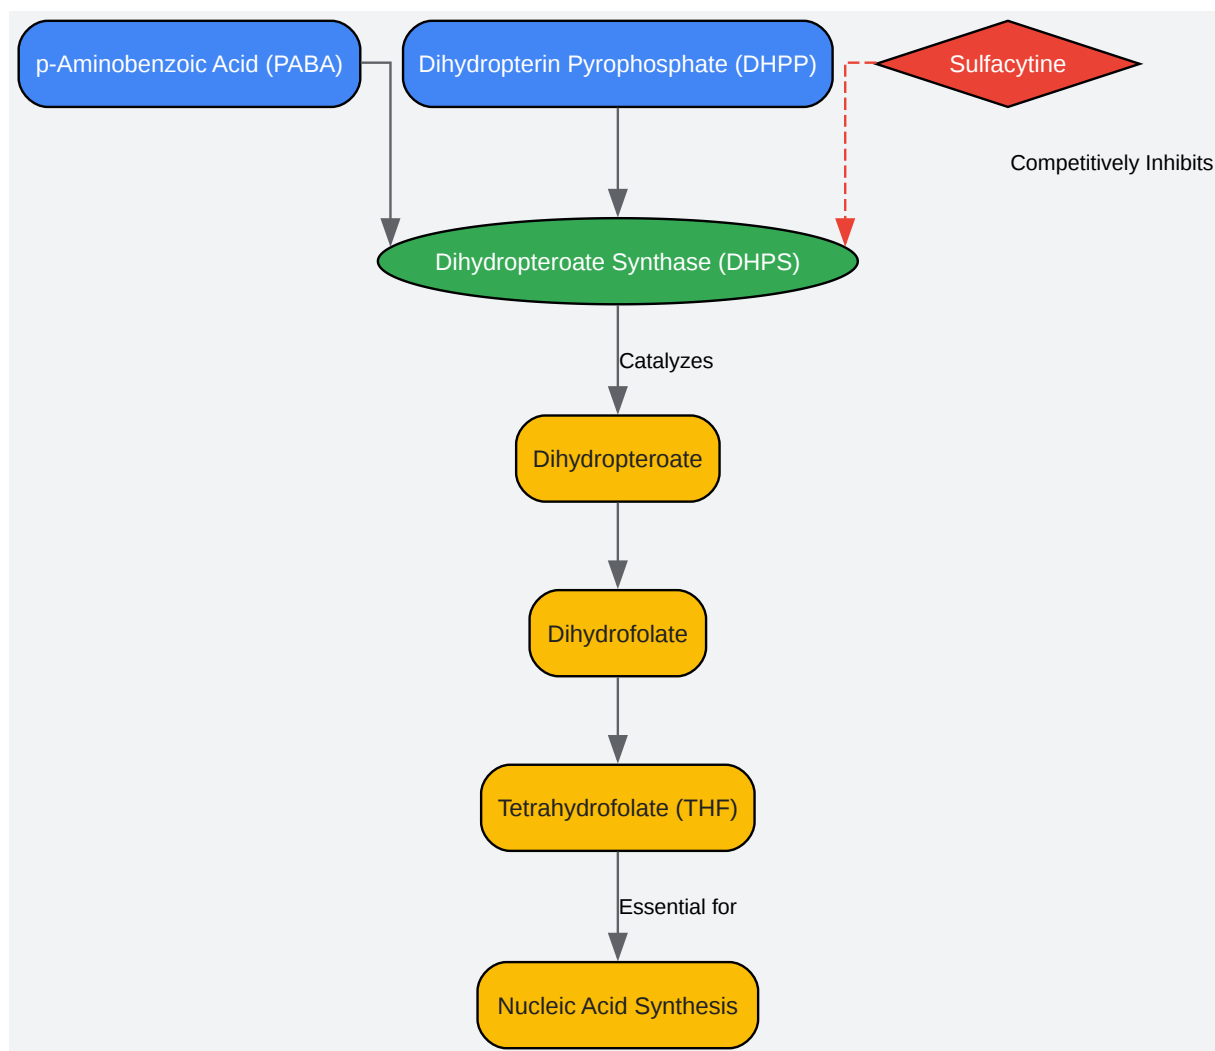 p-Aminobenzoic Acid (PABA)
Dihydropterin Pyrophosphate (DHPP)
Sulfacytine
Competitively Inhibits
Dihydropteroate Synthase (DHPS)
Catalyzes
Dihydropteroate
Dihydrofolate
Tetrahydrofolate (THF)
Essential for
Nucleic Acid Synthesis